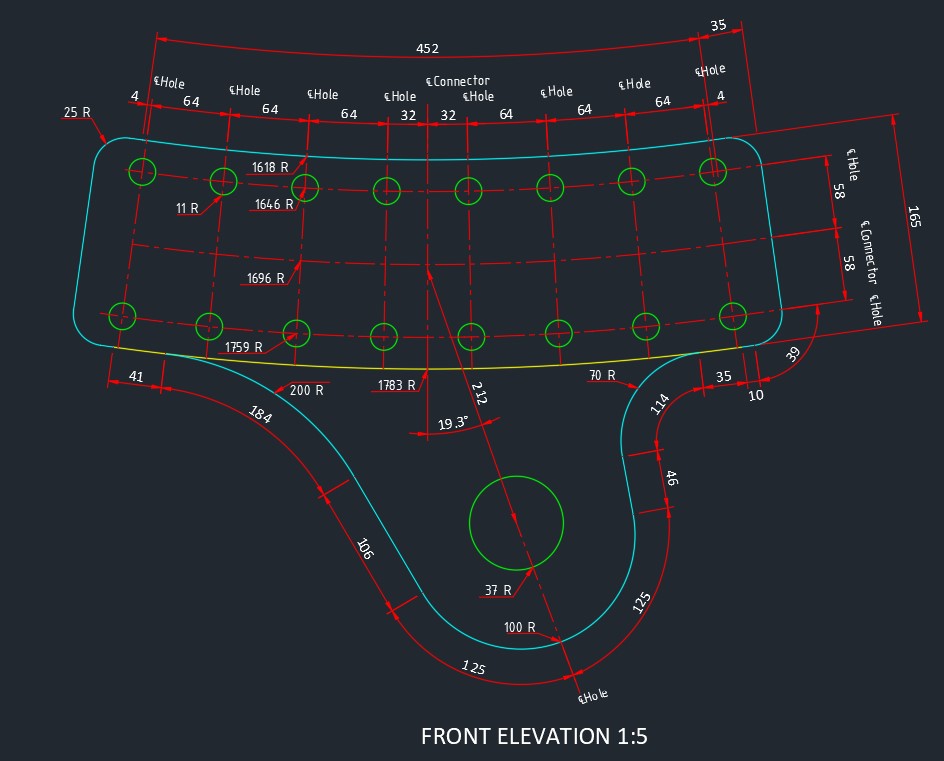 35
452
℄Hole
℄Hole
℄Hole
℄Hole
℄Connector
℄Hole
℄Hole
℄Hole
℄Hole
4
64
64
64
32
32
64
64
64
4
25 R
1618 R
11 R
1646 R
1696 R
1759 R
1783 R
℄Hole
58
℄Connector
58
℄Hole
165
41
184
200 R
212
19.3°
70 R
114
35
10
39
46
106
37 R
100 R
125
125
℄Hole
FRONT ELEVATION 1:5